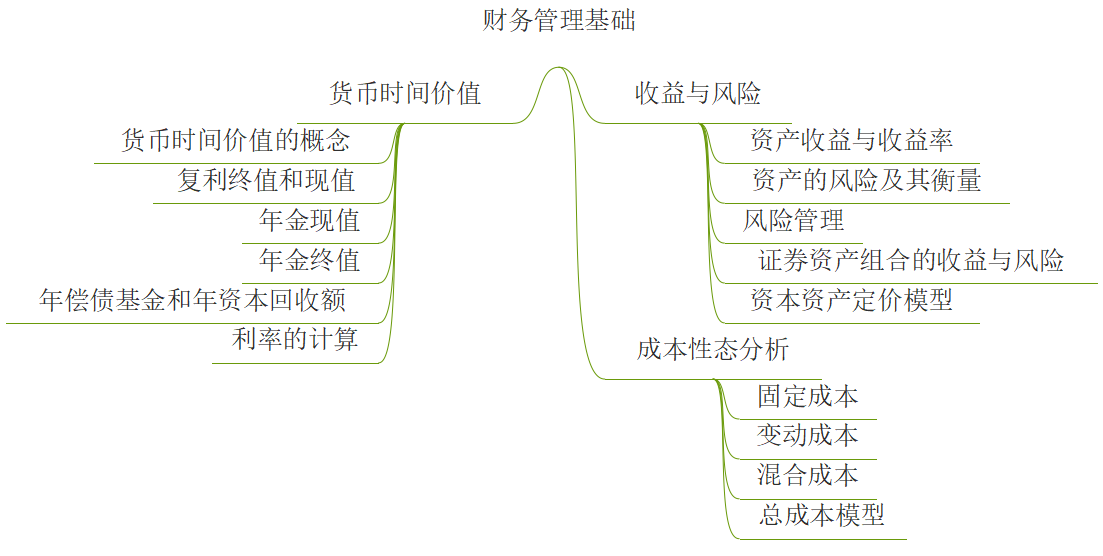 财务管理基础
货币时间价值
货币时间价值的概念
复利终值和现值
年金现值
年金终值
年偿债基金和年资本回收额
利率的计算
收益与风险
资产收益与收益率
资产的风险及其衡量
风险管理
证券资产组合的收益与风险
资本资产定价模型
成本性态分析
固定成本
变动成本
混合成本
总成本模型